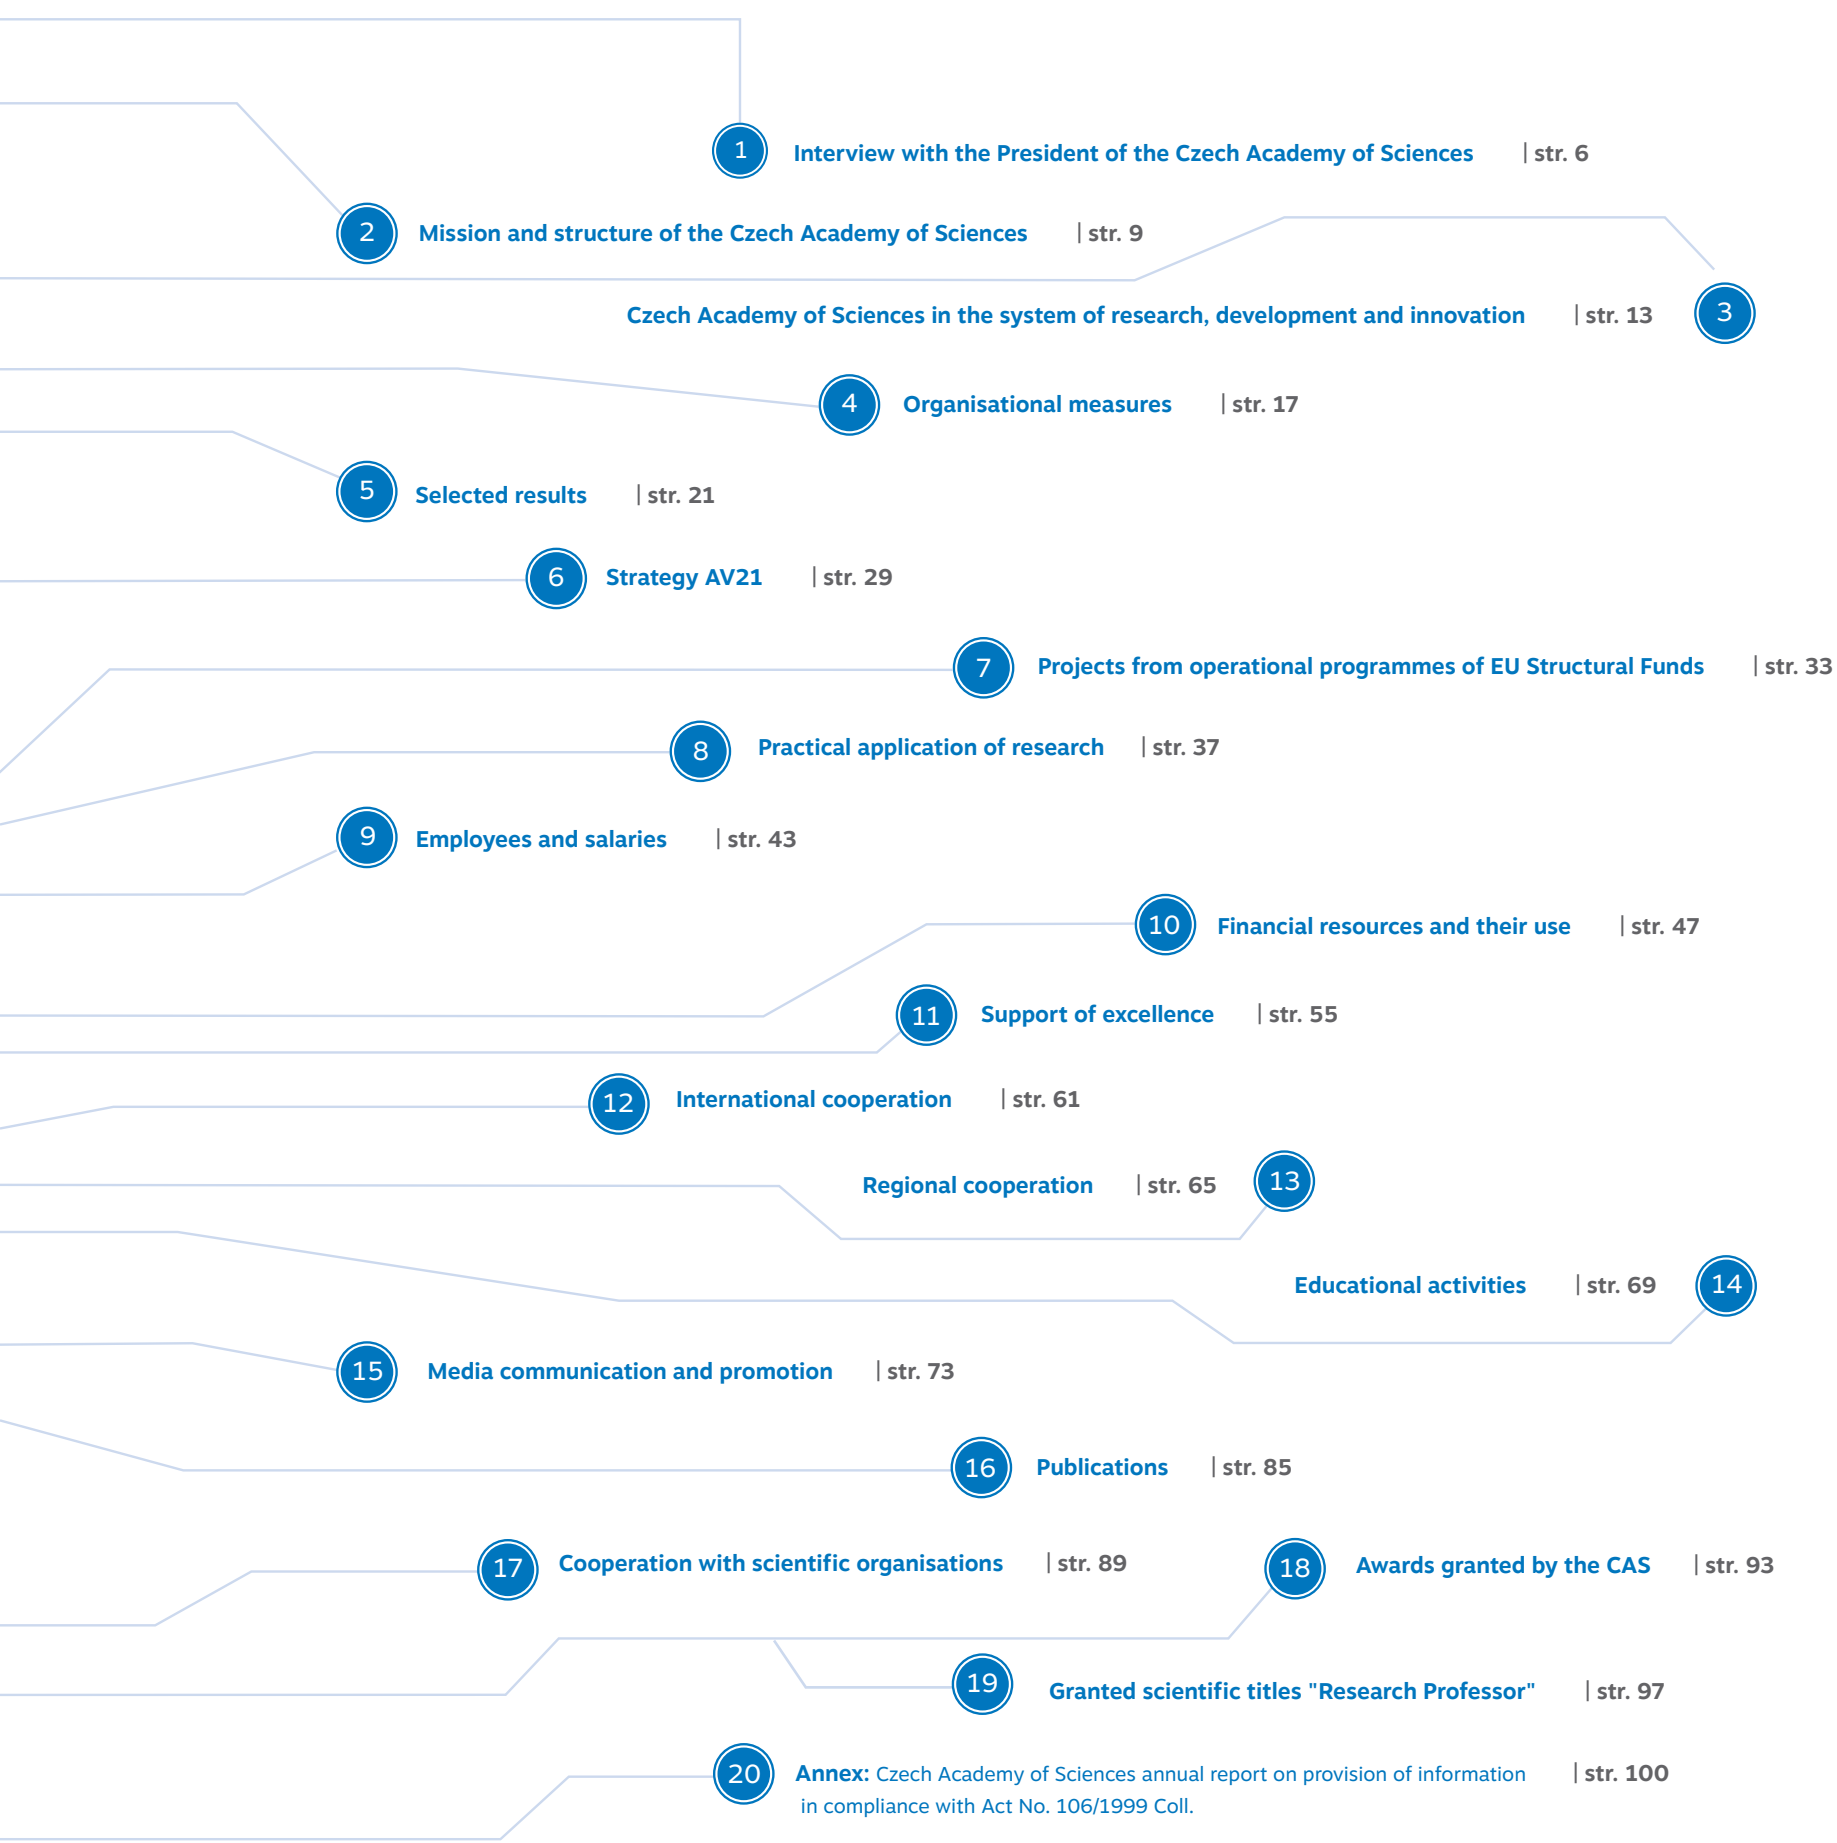 1 Interview with the President of the Czech Academy of Sciences | str. 6
2 Mission and structure of the Czech Academy of Sciences | str. 9
Czech Academy of Sciences in the system of research, development and innovation | str. 13 3
4 Organisational measures | str. 17
5 Selected results | str. 21
6 Strategy AV21 | str. 29
7 Projects from operational programmes of EU Structural Funds | str. 33
8 Practical application of research | str. 37
9 Employees and salaries | str. 43
10 Financial resources and their use | str. 47
11 Support of excellence | str. 55
12 International cooperation | str. 61
Regional cooperation | str. 65 13
Educational activities | str. 69 14
15 Media communication and promotion | str. 73
16 Publications | str. 85
17 Cooperation with scientific organisations | str. 89
18 Awards granted by the CAS | str. 93
19 Granted scientific titles "Research Professor" | str. 97
20 Annex: Czech Academy of Sciences annual report on provision of information | str. 100
in compliance with Act No. 106/1999 Coll.